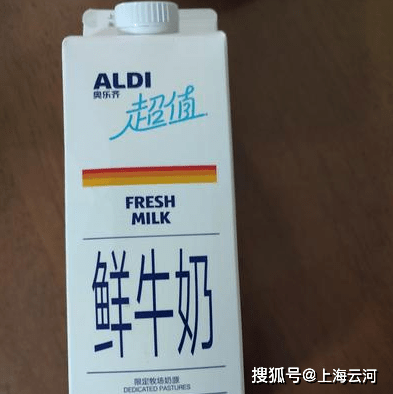 ALDI
奥乐齐
超值
FRESH
MILK
鲜牛奶
限定牧场奶源
DEDICATED PASTURES
搜狐号@上海云河